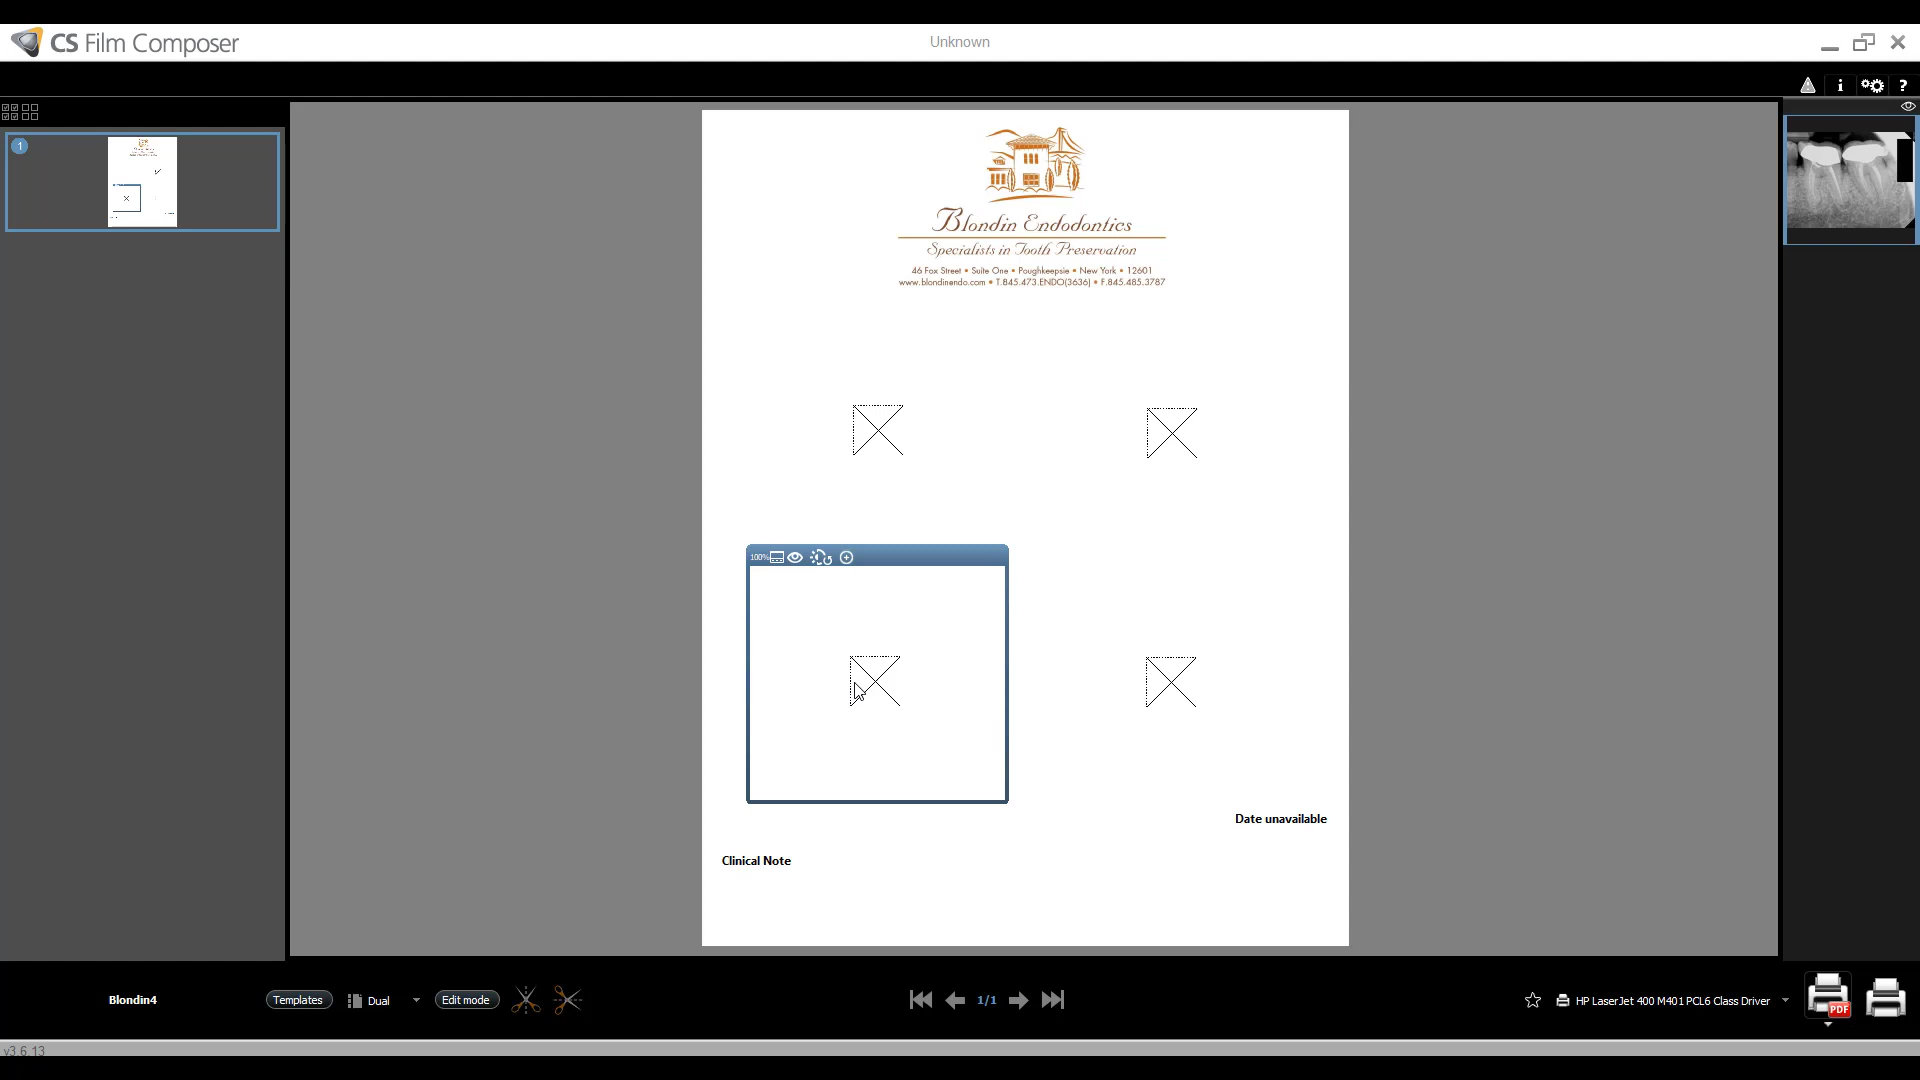 CS Film Composer
Unknown
i
?
1
Blondin Endodontics
Specialists in Tooth Preservation
46 Fox Street • Suite One • Poughkeepsie • New York • 12601
www.blondinendo.com • T.845.473.ENDO(3636) • F.845.485.3787
100%
Date unavailable
Clinical Note
Blondin4
Templates
Dual
Edit mode
1/1
HP LaserJet 400 M401 PCL6 Class Driver
PDF
v3.6.13